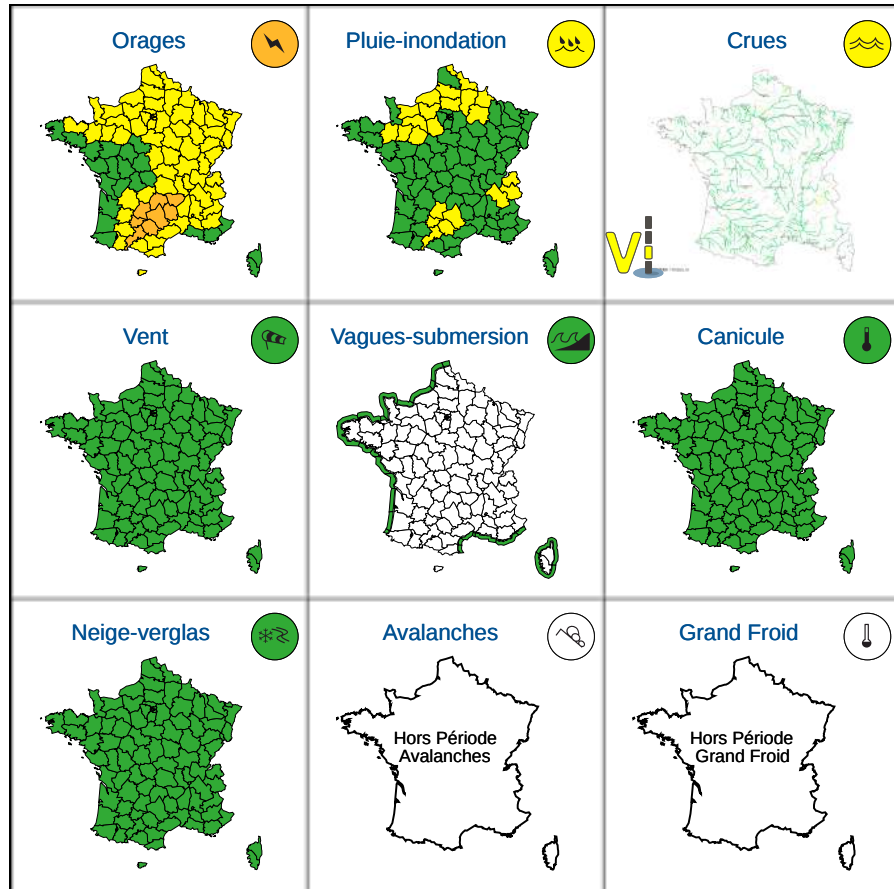 Orages
Pluie-inondation
Crues
Vi
Vent
Vagues-submersion
Canicule
Neige-verglas
Avalanches
Grand Froid
Hors Période
Avalanches
Hors Période
Grand Froid